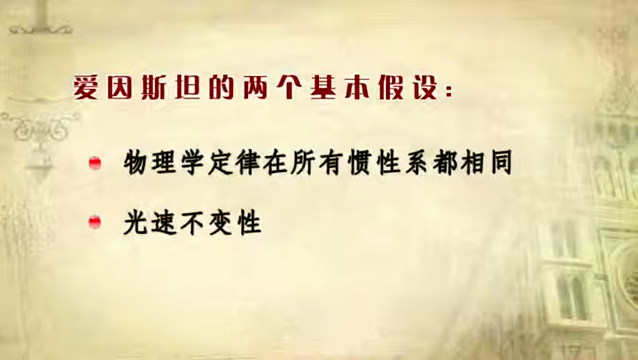 爱因斯坦的两个基本假设:
物理学定律在所有惯性系都相同
光速不变性